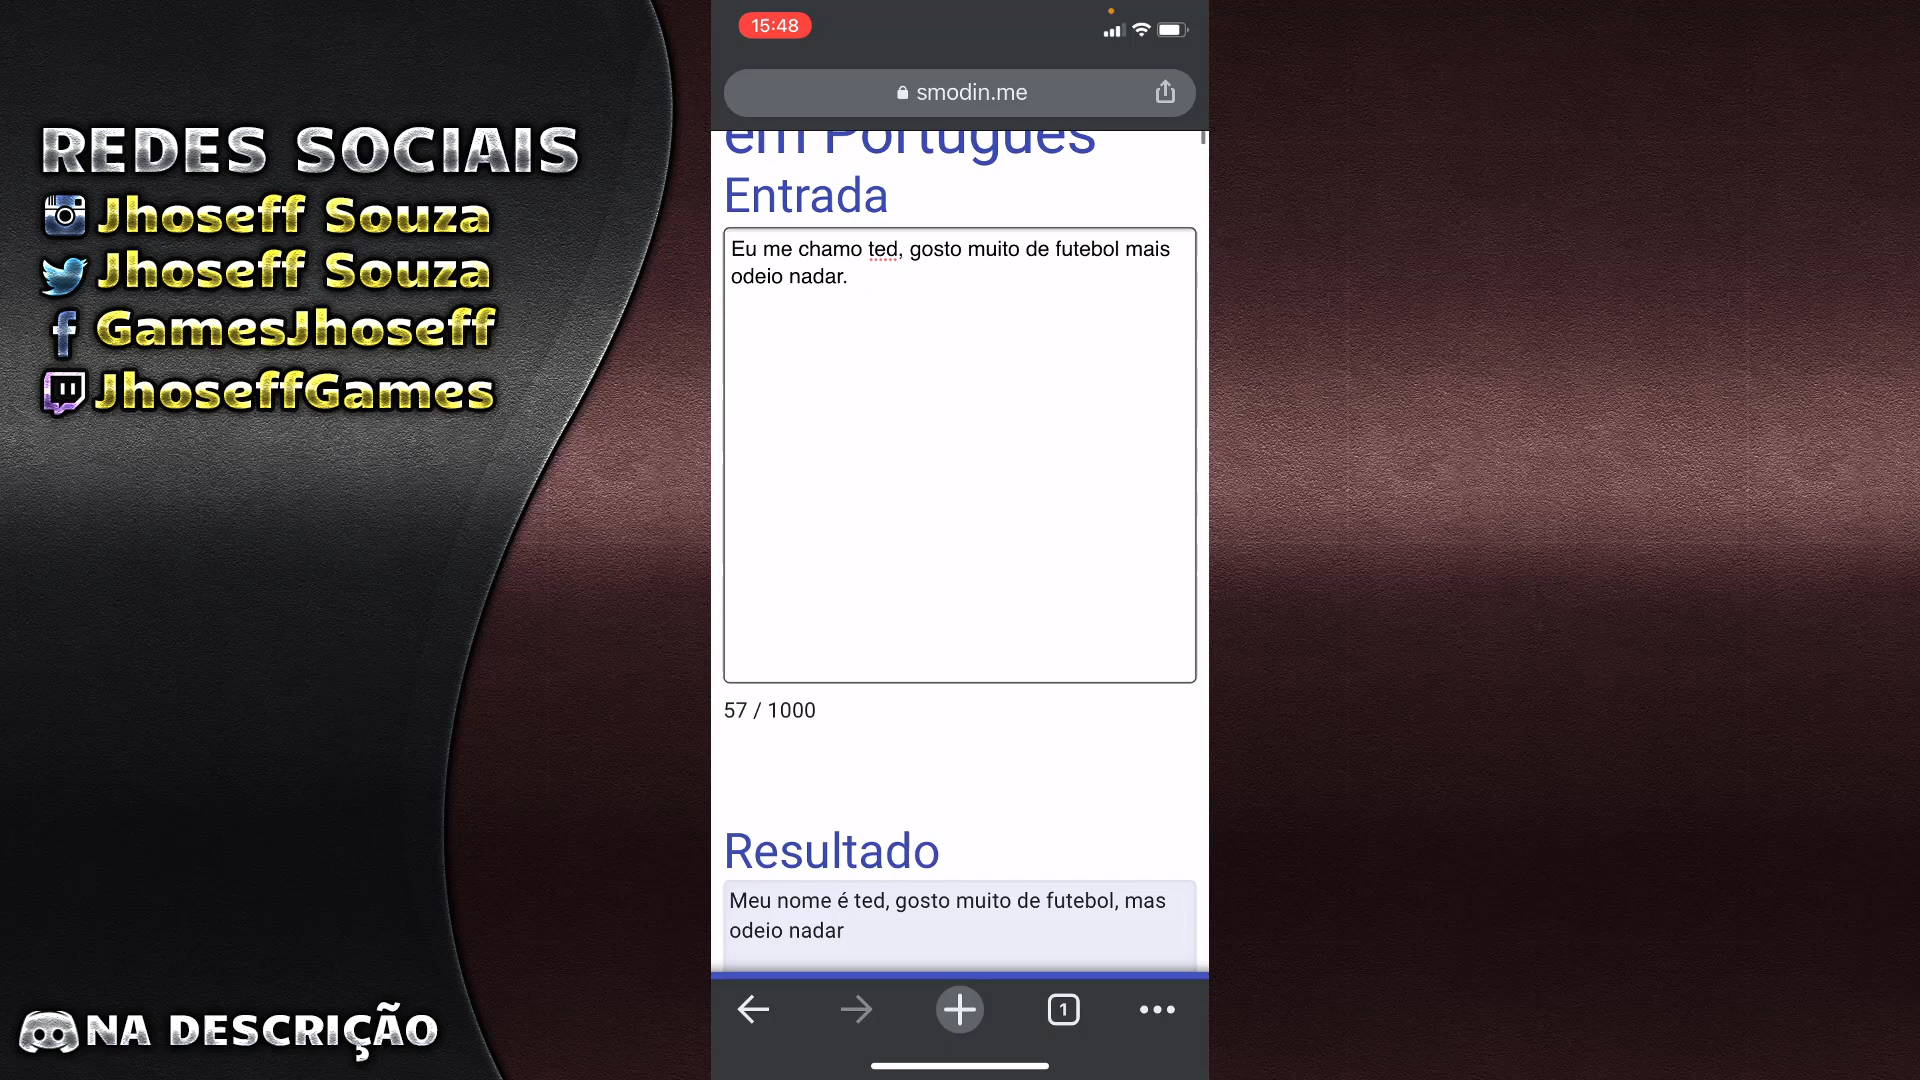 REDES SOCIAIS
Jhoseff Souza
Jhoseff Souza
GamesJhoseff
JhoseffGames
NA DESCRIÇÃO
15:48
smodin.me
em Português
Entrada
Eu me chamo ted, gosto muito de futebol mais
odeio nadar.
57 / 1000
Resultado
Meu nome é ted, gosto muito de futebol, mas
odeio nadar
1